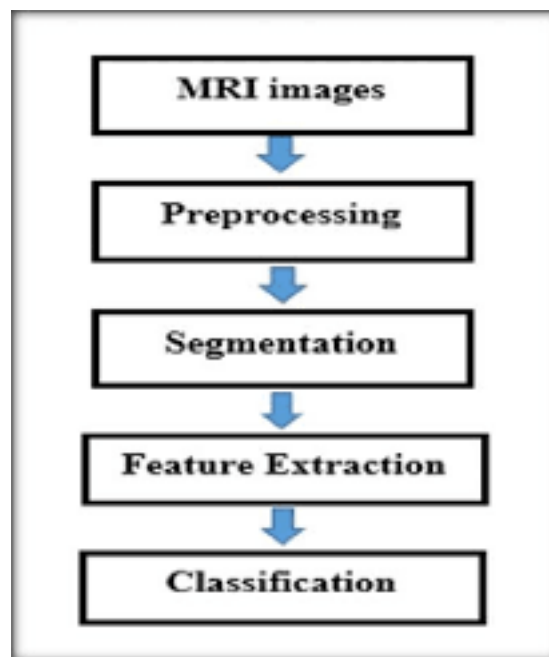 MRI images
Preprocessing
Segmentation
Feature Extraction
Classification